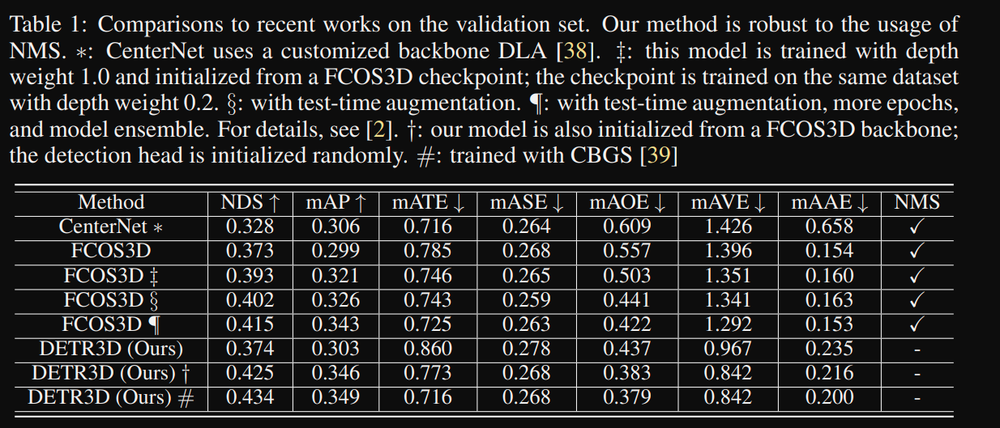 Table 1: Comparisons to recent works on the validation set. Our method is robust to the usage of
NMS. ∗: CenterNet uses a customized backbone DLA [38]. ‡: this model is trained with depth
weight 1.0 and initialized from a FCOS3D checkpoint; the checkpoint is trained on the same dataset
with depth weight 0.2. §: with test-time augmentation. ¶: with test-time augmentation, more epochs,
and model ensemble. For details, see [2]. †: our model is also initialized from a FCOS3D backbone;
the detection head is initialized randomly. #: trained with CBGS [39]
Method NDS ↑ mAP ↑ mATE ↓ mASE ↓ mAOE ↓ mAVE ↓ mAAE ↓ NMS
CenterNet ∗ 0.328 0.306 0.716 0.264 0.609 1.426 0.658 ✓
FCOS3D 0.373 0.299 0.785 0.268 0.557 1.396 0.154 ✓
FCOS3D ‡ 0.393 0.321 0.746 0.265 0.503 1.351 0.160 ✓
FCOS3D § 0.402 0.326 0.743 0.259 0.441 1.341 0.163 ✓
FCOS3D ¶ 0.415 0.343 0.725 0.263 0.422 1.292 0.153 ✓
DETR3D (Ours) 0.374 0.303 0.860 0.278 0.437 0.967 0.235 -
DETR3D (Ours) † 0.425 0.346 0.773 0.268 0.383 0.842 0.216 -
DETR3D (Ours) # 0.434 0.349 0.716 0.268 0.379 0.842 0.200 -